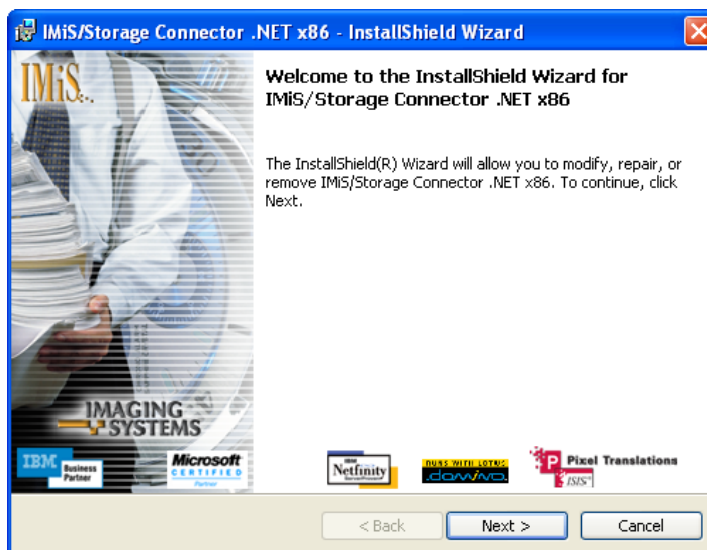 IMiS/Storage Connector .NET x86 - InstallShield Wizard
IMiS
Welcome to the InstallShield Wizard for
IMiS/Storage Connector .NET x86
The InstallShield(R) Wizard will allow you to modify, repair, or
remove IMiS/Storage Connector .NET x86. To continue, click
Next.
IMAGING
SYSTEMS
IBM Business
Partner
Microsoft
CERTIFIED
Partner
IBM
Netfinity
RUNS WITH LOTUS
domino.
Pixel Translations
ISIS
< Back
Next >
Cancel